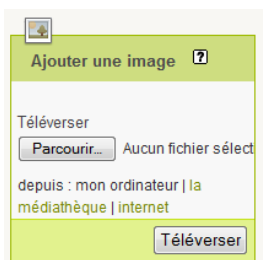 Ajouter une image ?
Téléverser
Parcourir... Aucun fichier sélect
depuis : mon ordinateur | la
médiathèque | internet
Téléverser